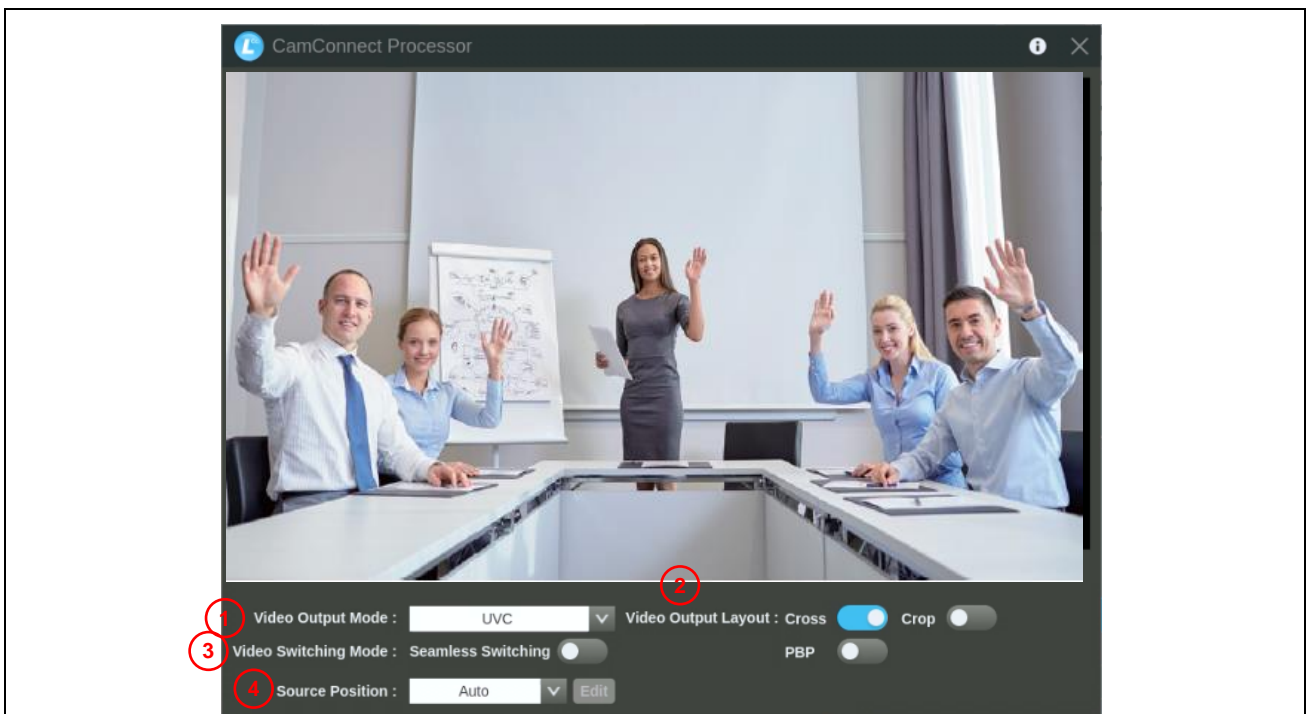 CamConnect Processor
2
1 Video Output Mode : UVC Video Output Layout : Cross Crop
3 Video Switching Mode : Seamless Switching PBP
4 Source Position : Auto Edit